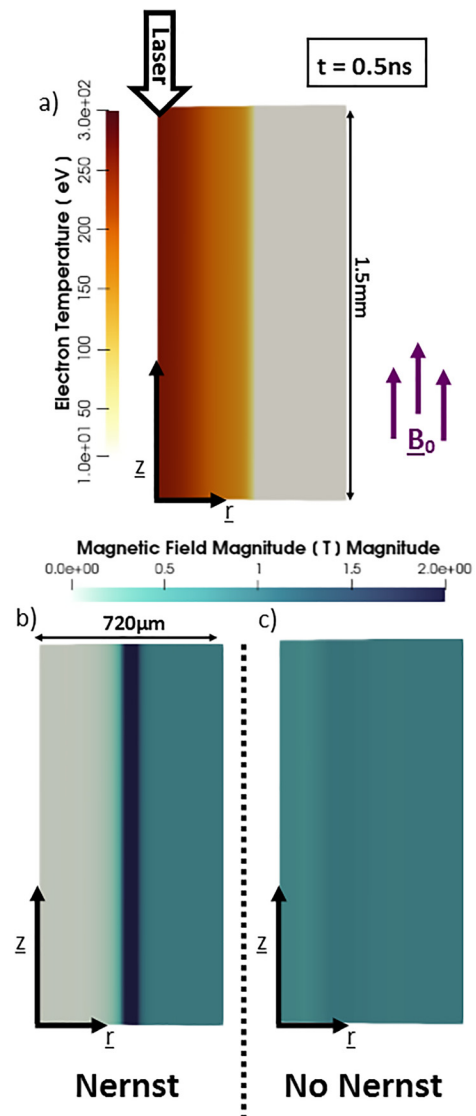 Laser
t = 0.5ns
a)
3.0e+02
250
200
150
100
50
1.0e+01
Electron Temperature ( eV)
1.5mm
z
r
B0
Magnetic Field Magnitude (T) Magnitude
0.0e+00 0.5 1 1.5 2.0e+00
b) 720μm c)
z z
r r
Nernst No Nernst